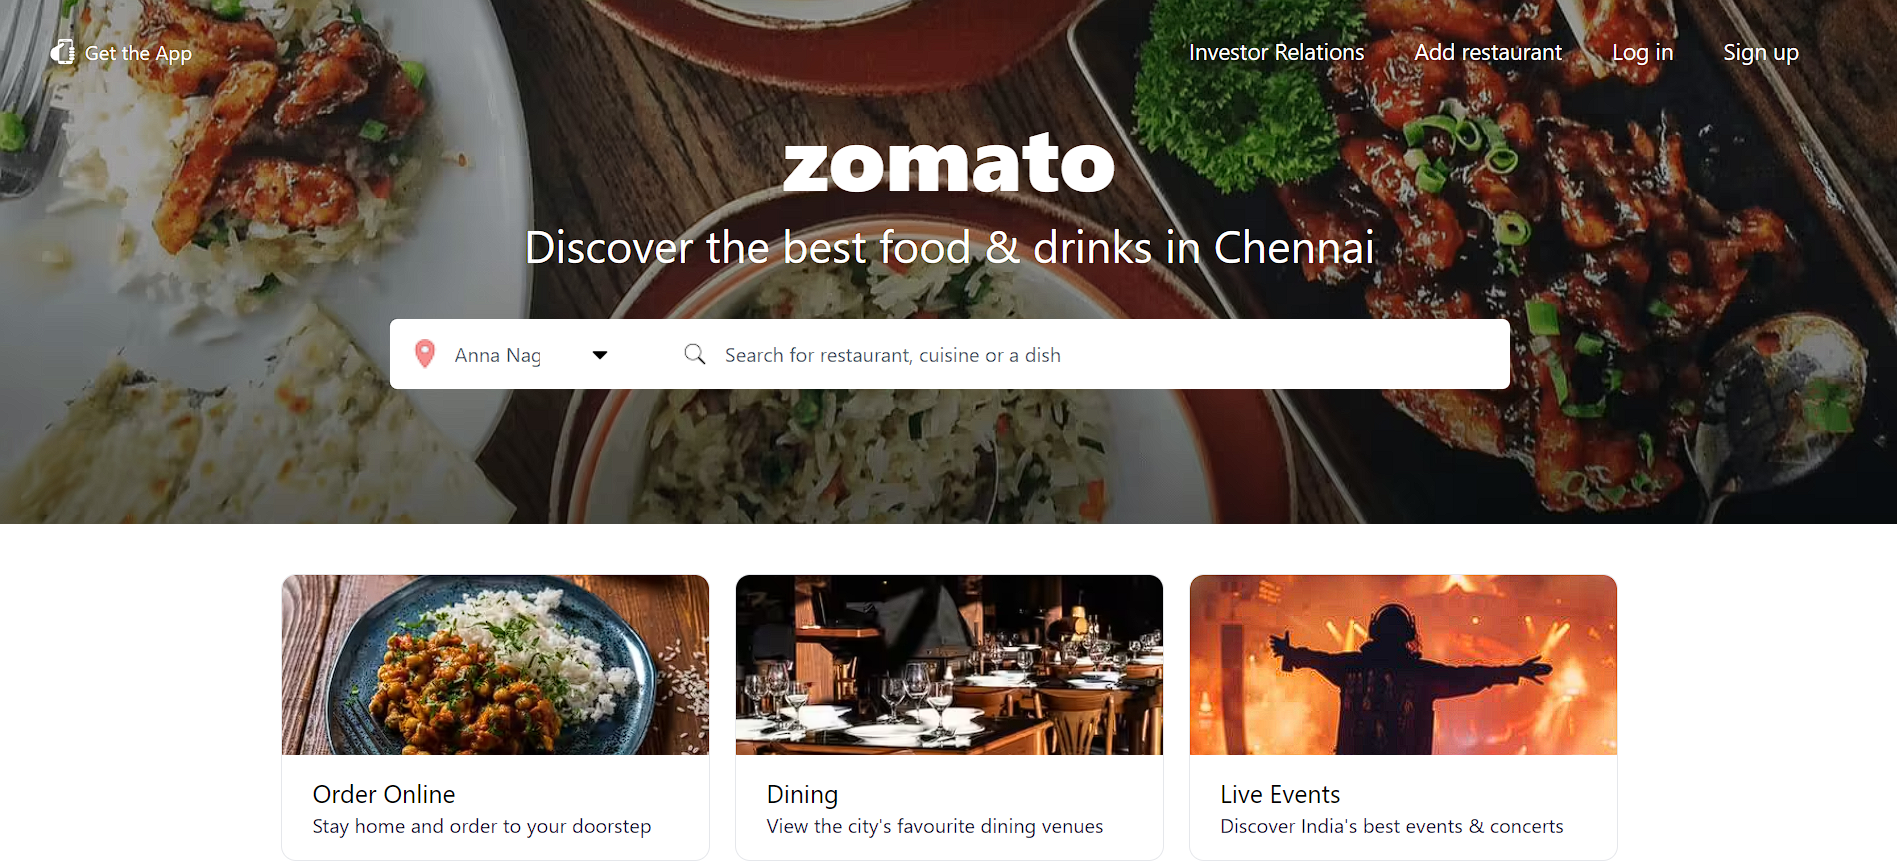 Get the App
Investor Relations
Add restaurant
Log in
Sign up
zomato
Discover the best food & drinks in Chennai
Anna Nag
Search for restaurant, cuisine or a dish
Order Online
Stay home and order to your doorstep
Dining
View the city's favourite dining venues
Live Events
Discover India's best events & concerts